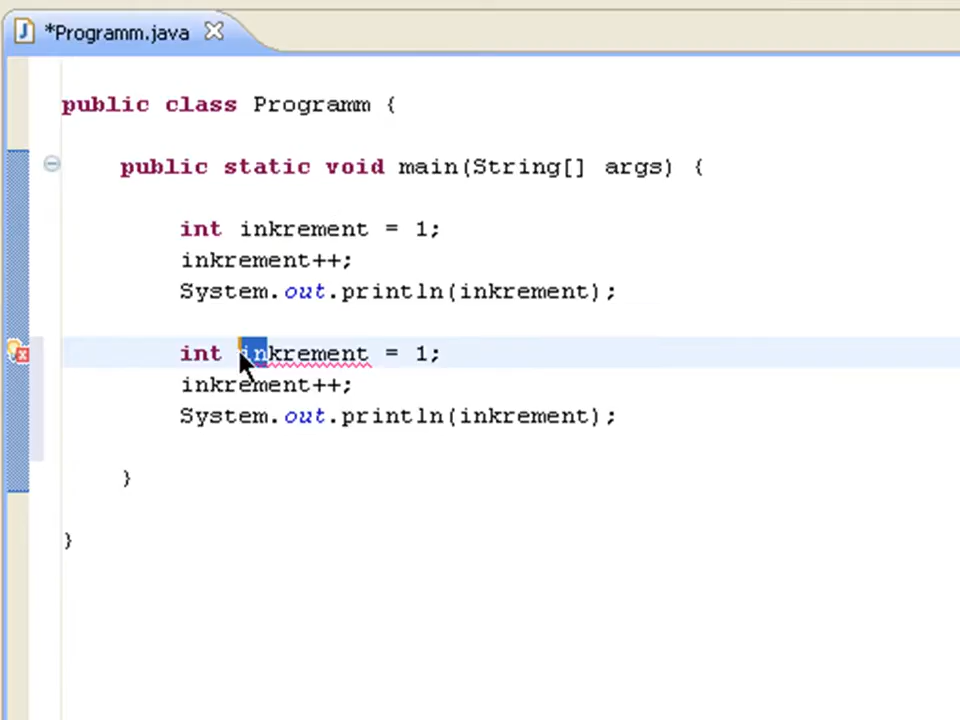 *Programm.java
public class Programm {
public static void main(String[] args) {
int inkrement = 1;
inkrement++;
System.out.println(inkrement);
int inkrement = 1;
inkrement++;
System.out.println(inkrement);
}
}